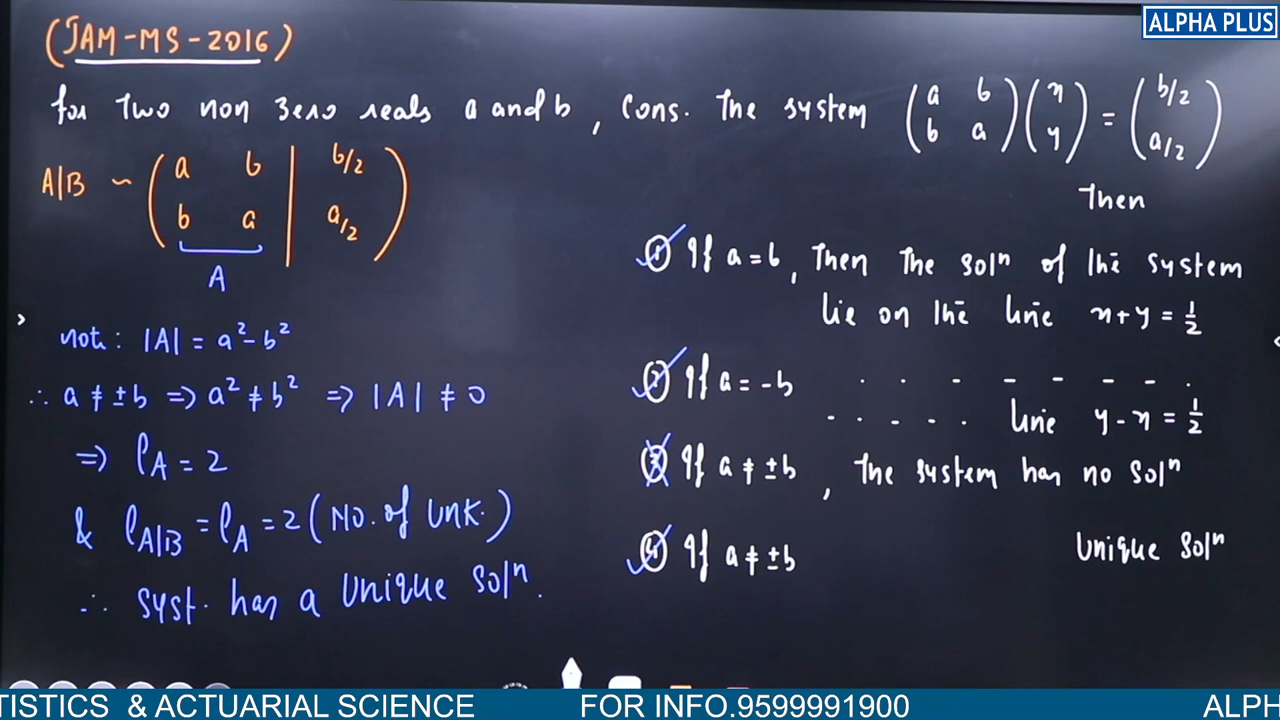 ALPHA PLUS
(JAM-MS-2016)
for Two non zero reals a and b, Cons. The system (a b b a)(x y) = (b/2 a/2)
Then
A|B ~ (a b | b/2
b a | a/2)
A
not: |A| = a² - b²
∴ a ≠ ±b => a² ≠ b² => |A| ≠ 0
=> ρA = 2
& ρA|B = ρA = 2 (No. of Unk.)
∴ syst. has a Unique Solⁿ.
① If a = b, Then The Solⁿ of The system
lie on The line x+y = 1/2
② If a = -b . . - - - - - .
- . - - . line y - x = 1/2
③ If a ≠ ±b, The system has no Solⁿ
④ If a ≠ ±b Unique Solⁿ
TISTICS & ACTUARIAL SCIENCE FOR INFO.9599991900 ALPH